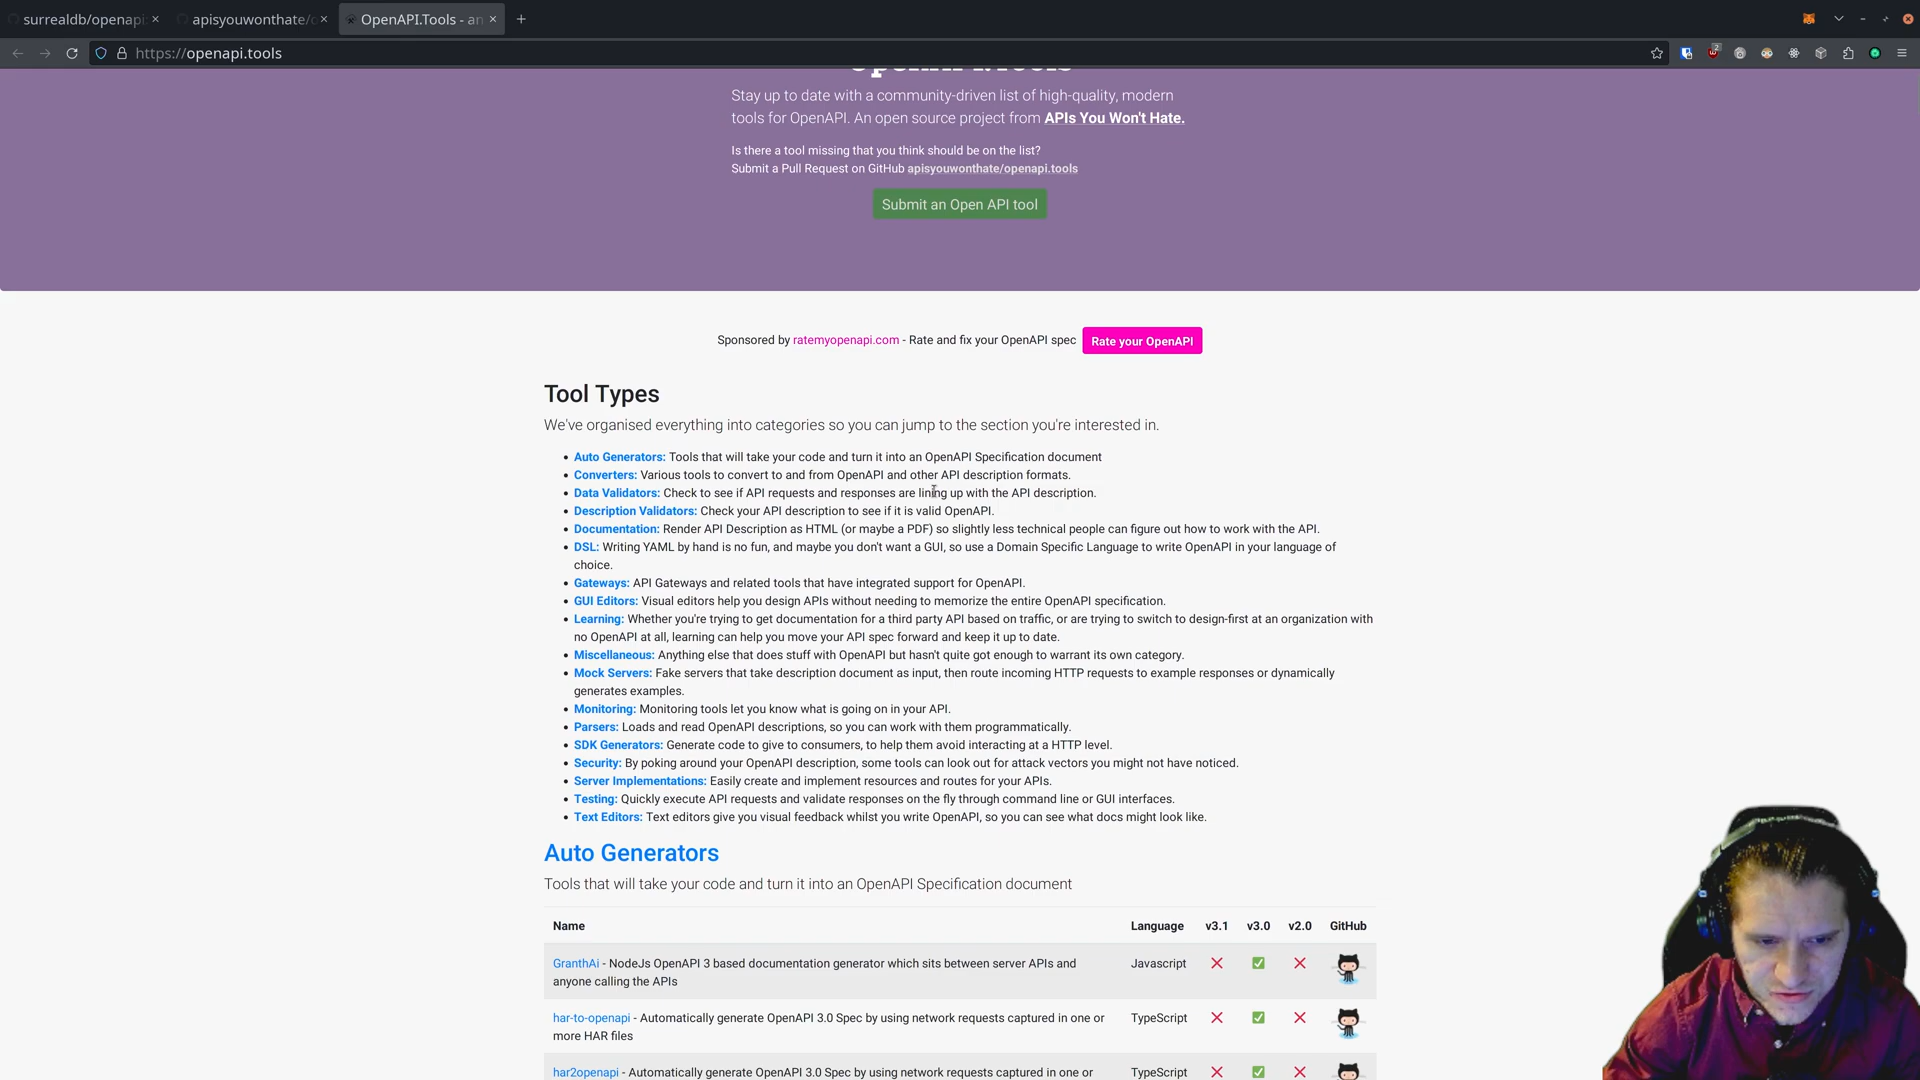 surrealdb/openapi
apisyouwonthate/o
OpenAPI.Tools - an
https://openapi.tools
2
OpenAPI.Tools
Stay up to date with a community-driven list of high-quality, modern
tools for OpenAPI. An open source project from APIs You Won't Hate.
Is there a tool missing that you think should be on the list?
Submit a Pull Request on GitHub apisyouwonthate/openapi.tools
Submit an Open API tool
Sponsored by ratemyopenapi.com - Rate and fix your OpenAPI spec
Rate your OpenAPI
Tool Types
We've organised everything into categories so you can jump to the section you're interested in.
• Auto Generators: Tools that will take your code and turn it into an OpenAPI Specification document
• Converters: Various tools to convert to and from OpenAPI and other API description formats.
• Data Validators: Check to see if API requests and responses are lining up with the API description.
• Description Validators: Check your API description to see if it is valid OpenAPI.
• Documentation: Render API Description as HTML (or maybe a PDF) so slightly less technical people can figure out how to work with the API.
• DSL: Writing YAML by hand is no fun, and maybe you don't want a GUI, so use a Domain Specific Language to write OpenAPI in your language of
choice.
• Gateways: API Gateways and related tools that have integrated support for OpenAPI.
• GUI Editors: Visual editors help you design APIs without needing to memorize the entire OpenAPI specification.
• Learning: Whether you're trying to get documentation for a third party API based on traffic, or are trying to switch to design-first at an organization with
no OpenAPI at all, learning can help you move your API spec forward and keep it up to date.
• Miscellaneous: Anything else that does stuff with OpenAPI but hasn't quite got enough to warrant its own category.
• Mock Servers: Fake servers that take description document as input, then route incoming HTTP requests to example responses or dynamically
generates examples.
• Monitoring: Monitoring tools let you know what is going on in your API.
• Parsers: Loads and read OpenAPI descriptions, so you can work with them programmatically.
• SDK Generators: Generate code to give to consumers, to help them avoid interacting at a HTTP level.
• Security: By poking around your OpenAPI description, some tools can look out for attack vectors you might not have noticed.
• Server Implementations: Easily create and implement resources and routes for your APIs.
• Testing: Quickly execute API requests and validate responses on the fly through command line or GUI interfaces.
• Text Editors: Text editors give you visual feedback whilst you write OpenAPI, so you can see what docs might look like.
Auto Generators
Tools that will take your code and turn it into an OpenAPI Specification document
Name Language v3.1 v3.0 v2.0 GitHub
GranthAi - NodeJs OpenAPI 3 based documentation generator which sits between server APIs and
anyone calling the APIs
Javascript
har-to-openapi - Automatically generate OpenAPI 3.0 Spec by using network requests captured in one or
more HAR files
TypeScript
har2openapi - Automatically generate OpenAPI 3.0 Spec by using network requests captured in one or
TypeScript